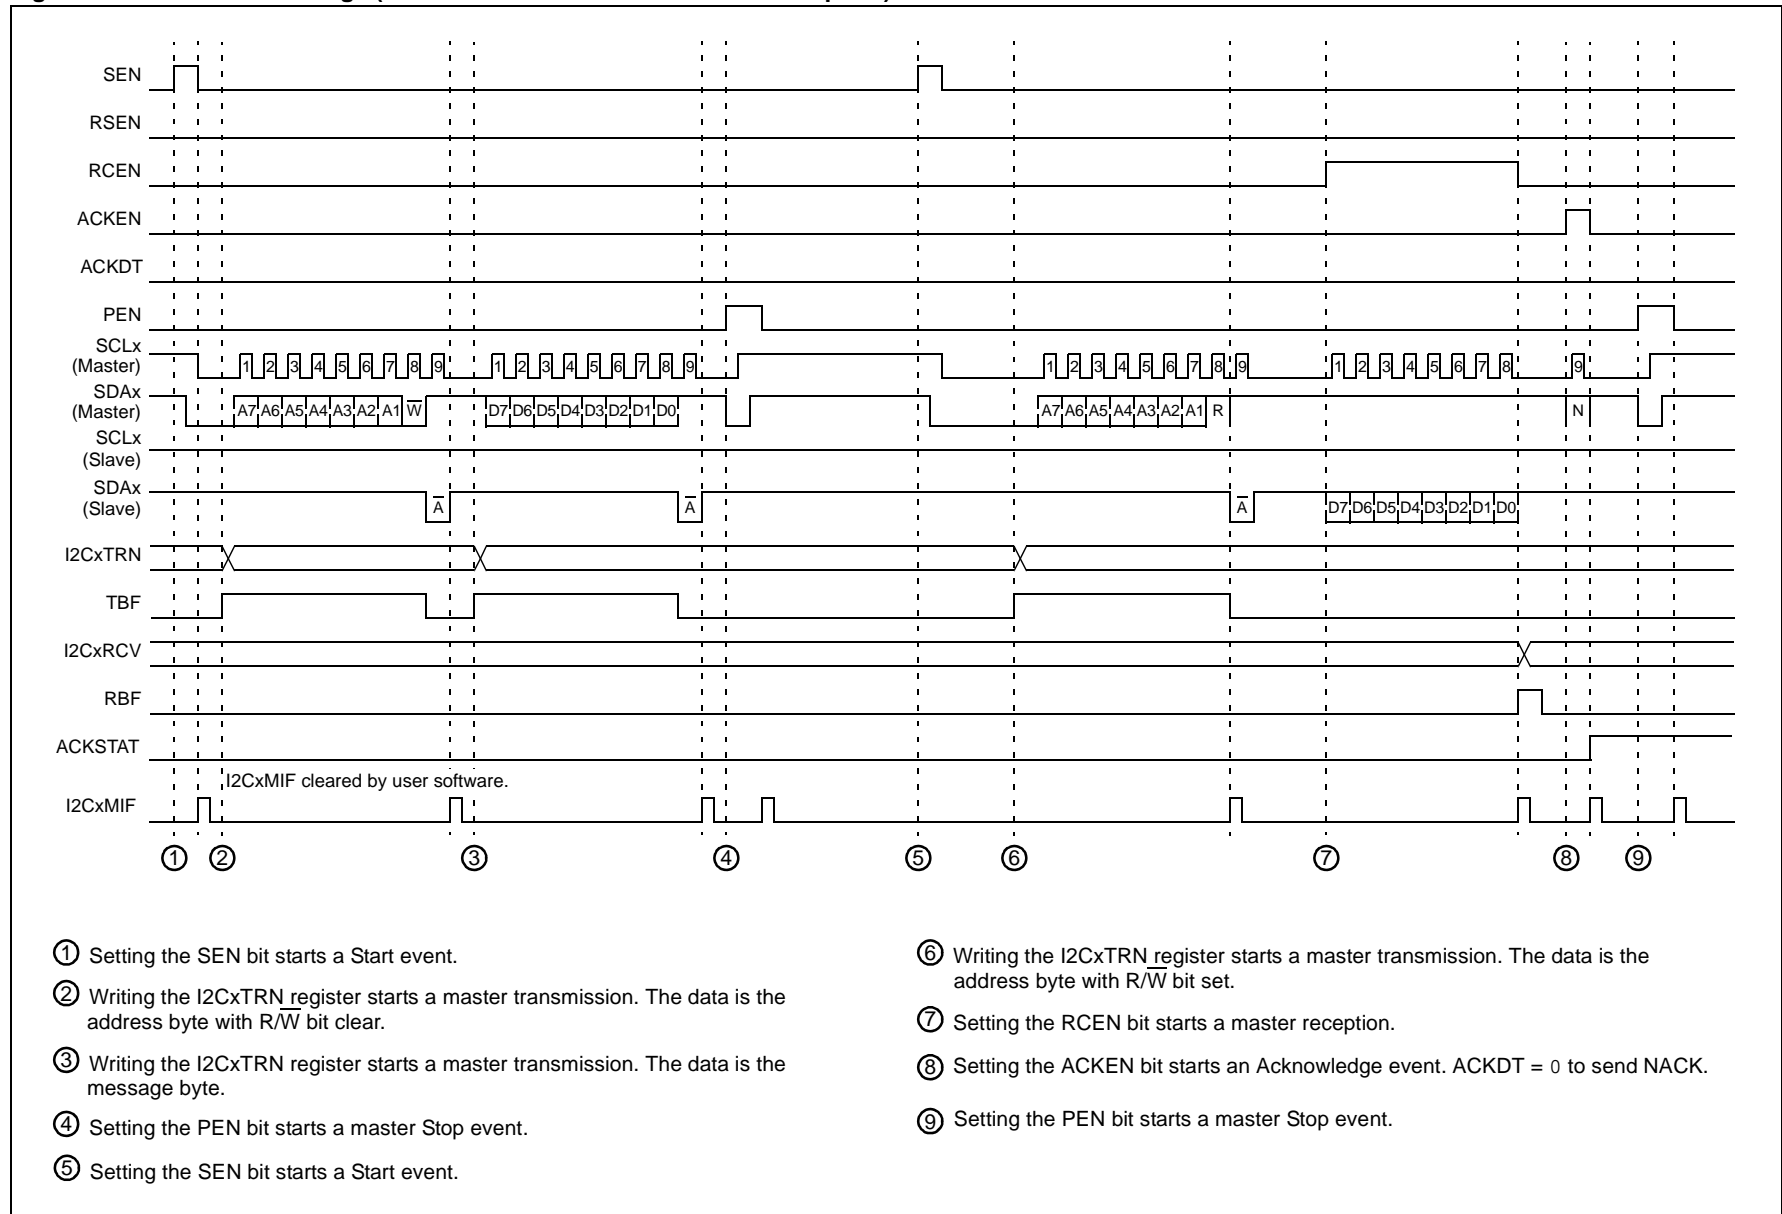 SEN
RSEN
RCEN
ACKEN
ACKDT
PEN
SCLx
(Master)
1 2 3 4 5 6 7 8 9 1 2 3 4 5 6 7 8 9 1 2 3 4 5 6 7 8 9 1 2 3 4 5 6 7 8 9
SDAx
(Master)
A7 A6 A5 A4 A3 A2 A1 W̅ D7 D6 D5 D4 D3 D2 D1 D0 A7 A6 A5 A4 A3 A2 A1 R N
SCLx
(Slave)
SDAx
(Slave)
A̅ A̅ A̅ D7 D6 D5 D4 D3 D2 D1 D0
I2CxTRN
TBF
I2CxRCV
RBF
ACKSTAT
I2CxMIF cleared by user software.
I2CxMIF
① ② ③ ④ ⑤ ⑥ ⑦ ⑧ ⑨
① Setting the SEN bit starts a Start event.
② Writing the I2CxTRN register starts a master transmission. The data is the
address byte with R/W̅ bit clear.
③ Writing the I2CxTRN register starts a master transmission. The data is the
message byte.
④ Setting the PEN bit starts a master Stop event.
⑤ Setting the SEN bit starts a Start event.
⑥ Writing the I2CxTRN register starts a master transmission. The data is the
address byte with R/W̅ bit set.
⑦ Setting the RCEN bit starts a master reception.
⑧ Setting the ACKEN bit starts an Acknowledge event. ACKDT = 0 to send NACK.
⑨ Setting the PEN bit starts a master Stop event.